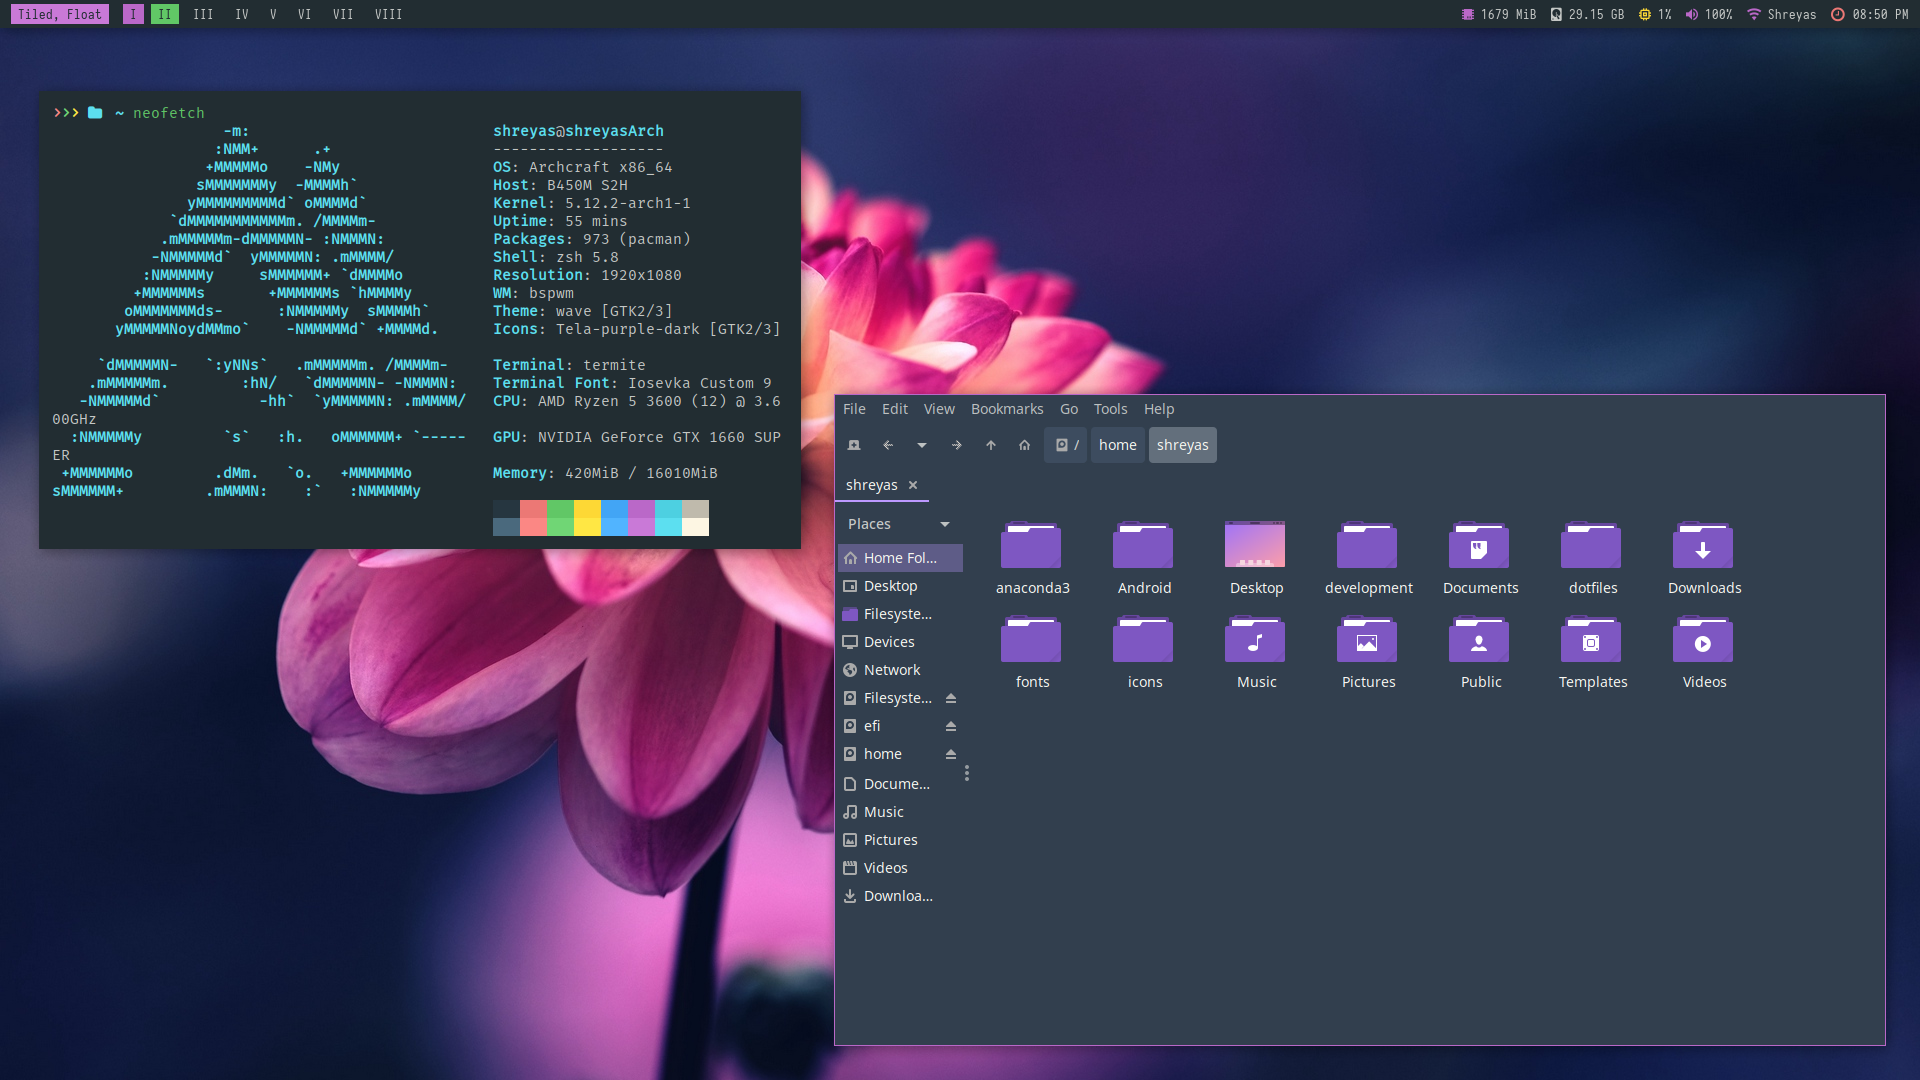 Tiled, Float I II III IV V VI VII VIII 1679 MiB 29.15 GB 1% 100% Shreyas 08:50 PM
>>> ~ neofetch
-m: shreyas@shreyasArch
:NMM+ .+ -------------------
+MMMMMo -NMy OS: Archcraft x86_64
sMMMMMMMy -MMMMh` Host: B450M S2H
yMMMMMMMMMd` oMMMMd` Kernel: 5.12.2-arch1-1
`dMMMMMMMMMMMm. /MMMMm- Uptime: 55 mins
.mMMMMMm-dMMMMMN- :NMMMN: Packages: 973 (pacman)
-NMMMMMd` yMMMMMN: .mMMMM/ Shell: zsh 5.8
:NMMMMMy sMMMMMM+ `dMMMMo Resolution: 1920x1080
+MMMMMMs +MMMMMMs `hMMMMy WM: bspwm
oMMMMMMMds- :NMMMMMy sMMMMh` Theme: wave [GTK2/3]
yMMMMMNoydMMmo` -NMMMMMd` +MMMMd. Icons: Tela-purple-dark [GTK2/3]
`dMMMMMN- `:yNNs` .mMMMMMm. /MMMMm- Terminal: termite
.mMMMMMm. :hN/ `dMMMMMN- -NMMMN: Terminal Font: Iosevka Custom 9
-NMMMMMd` -hh` `yMMMMMN: .mMMMM/ CPU: AMD Ryzen 5 3600 (12) @ 3.6
00GHz
:NMMMMMy `s` :h. oMMMMMM+ `----- GPU: NVIDIA GeForce GTX 1660 SUP
ER
+MMMMMMo .dMm. `o. +MMMMMMo Memory: 420MiB / 16010MiB
sMMMMMM+ .mMMMN: :` :NMMMMMy
File Edit View Bookmarks Go Tools Help
/ home shreyas
shreyas ×
Places
Home Fol...
Desktop
Filesyste...
Devices
Network
Filesyste...
efi
home
Docume...
Music
Pictures
Videos
Downloa...
anaconda3 Android Desktop development Documents dotfiles Downloads
fonts icons Music Pictures Public Templates Videos